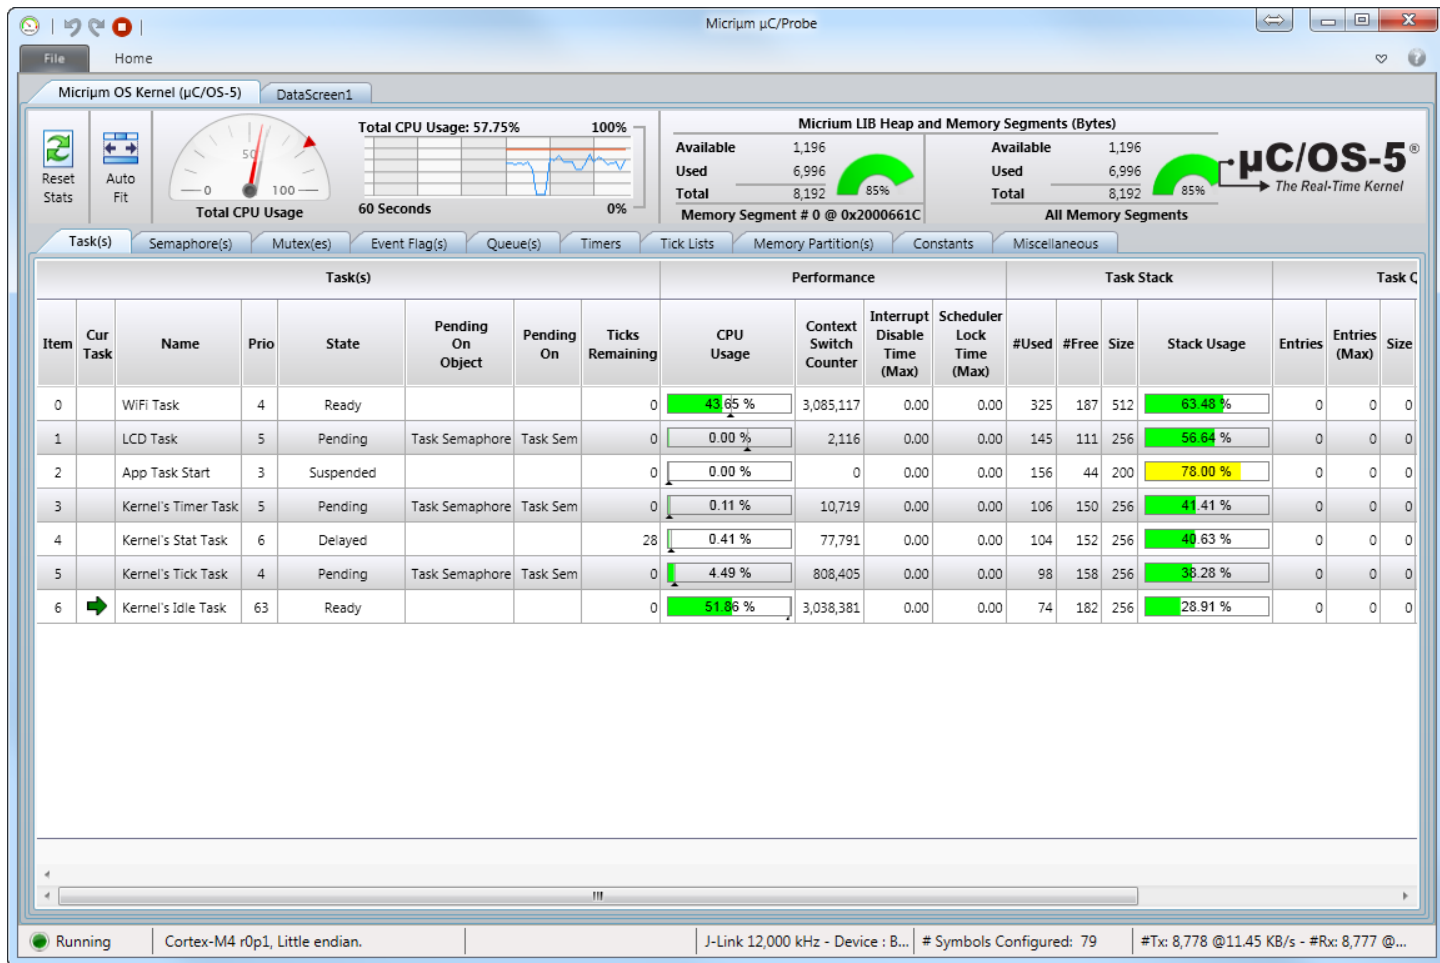 Micriµm µC/Probe
File Home
Micriµm OS Kernel (µC/OS-5) DataScreen1
Reset Stats
Auto Fit
0 50 100
Total CPU Usage
Total CPU Usage: 57.75% 100%
60 Seconds 0%
Micrium LIB Heap and Memory Segments (Bytes)
Available 1,196
Used 6,996
Total 8,192
85%
Memory Segment # 0 @ 0x2000661C
Available 1,196
Used 6,996
Total 8,192
85%
All Memory Segments
µC/OS-5®
The Real-Time Kernel
Task(s) Semaphore(s) Mutex(es) Event Flag(s) Queue(s) Timers Tick Lists Memory Partition(s) Constants Miscellaneous
Task(s) Performance Task Stack Task Q
Item Cur Task Name Prio State Pending On Object Pending On Ticks Remaining CPU Usage Context Switch Counter Interrupt Disable Time (Max) Scheduler Lock Time (Max) #Used #Free Size Stack Usage Entries Entries (Max) Size
0 WiFi Task 4 Ready 0 43.65 % 3,085,117 0.00 0.00 325 187 512 63.48 % 0 0 0
1 LCD Task 5 Pending Task Semaphore Task Sem 0 0.00 % 2,116 0.00 0.00 145 111 256 56.64 % 0 0 0
2 App Task Start 3 Suspended 0 0.00 % 0 0.00 0.00 156 44 200 78.00 % 0 0 0
3 Kernel's Timer Task 5 Pending Task Semaphore Task Sem 0 0.11 % 10,719 0.00 0.00 106 150 256 41.41 % 0 0 0
4 Kernel's Stat Task 6 Delayed 28 0.41 % 77,791 0.00 0.00 104 152 256 40.63 % 0 0 0
5 Kernel's Tick Task 4 Pending Task Semaphore Task Sem 0 4.49 % 808,405 0.00 0.00 98 158 256 38.28 % 0 0 0
6 Kernel's Idle Task 63 Ready 0 51.86 % 3,038,381 0.00 0.00 74 182 256 28.91 % 0 0 0
Running Cortex-M4 r0p1, Little endian. J-Link 12,000 kHz - Device : B... # Symbols Configured: 79 #Tx: 8,778 @11.45 KB/s - #Rx: 8,777 @...